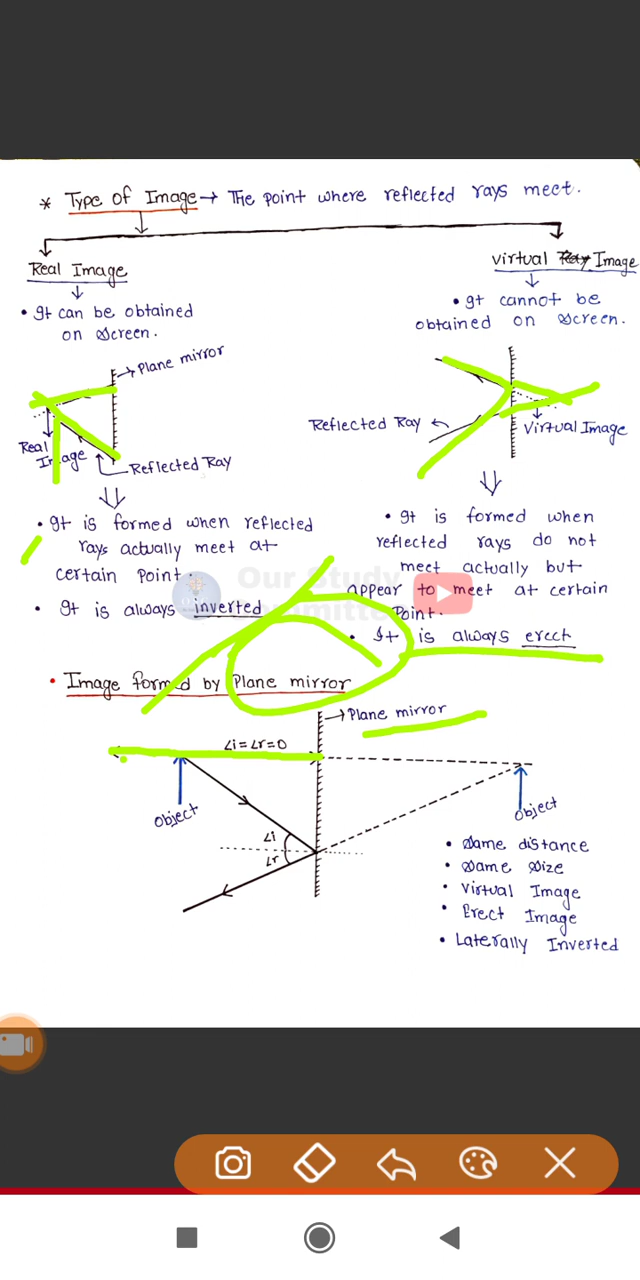 * Type of Image → The point where reflected rays meet.
Real Image
• It can be obtained
on Screen.
→ Plane mirror
Real
Image
Reflected Ray
• It is formed when reflected
rays actually meet at
certain Point.
• It is always inverted
Virtual Ray Image
• It cannot be
obtained on Screen.
Reflected Ray
Virtual Image
• It is formed when
reflected rays do not
meet actually but
appear to meet at certain
Point.
• It is always erect
Our Study
• Image formed by Plane mirror
→ Plane mirror
∠i=∠r=0
Object
∠i
∠r
Object
• Same distance
• Same Size
• Virtual Image
• Erect Image
• Laterally Inverted